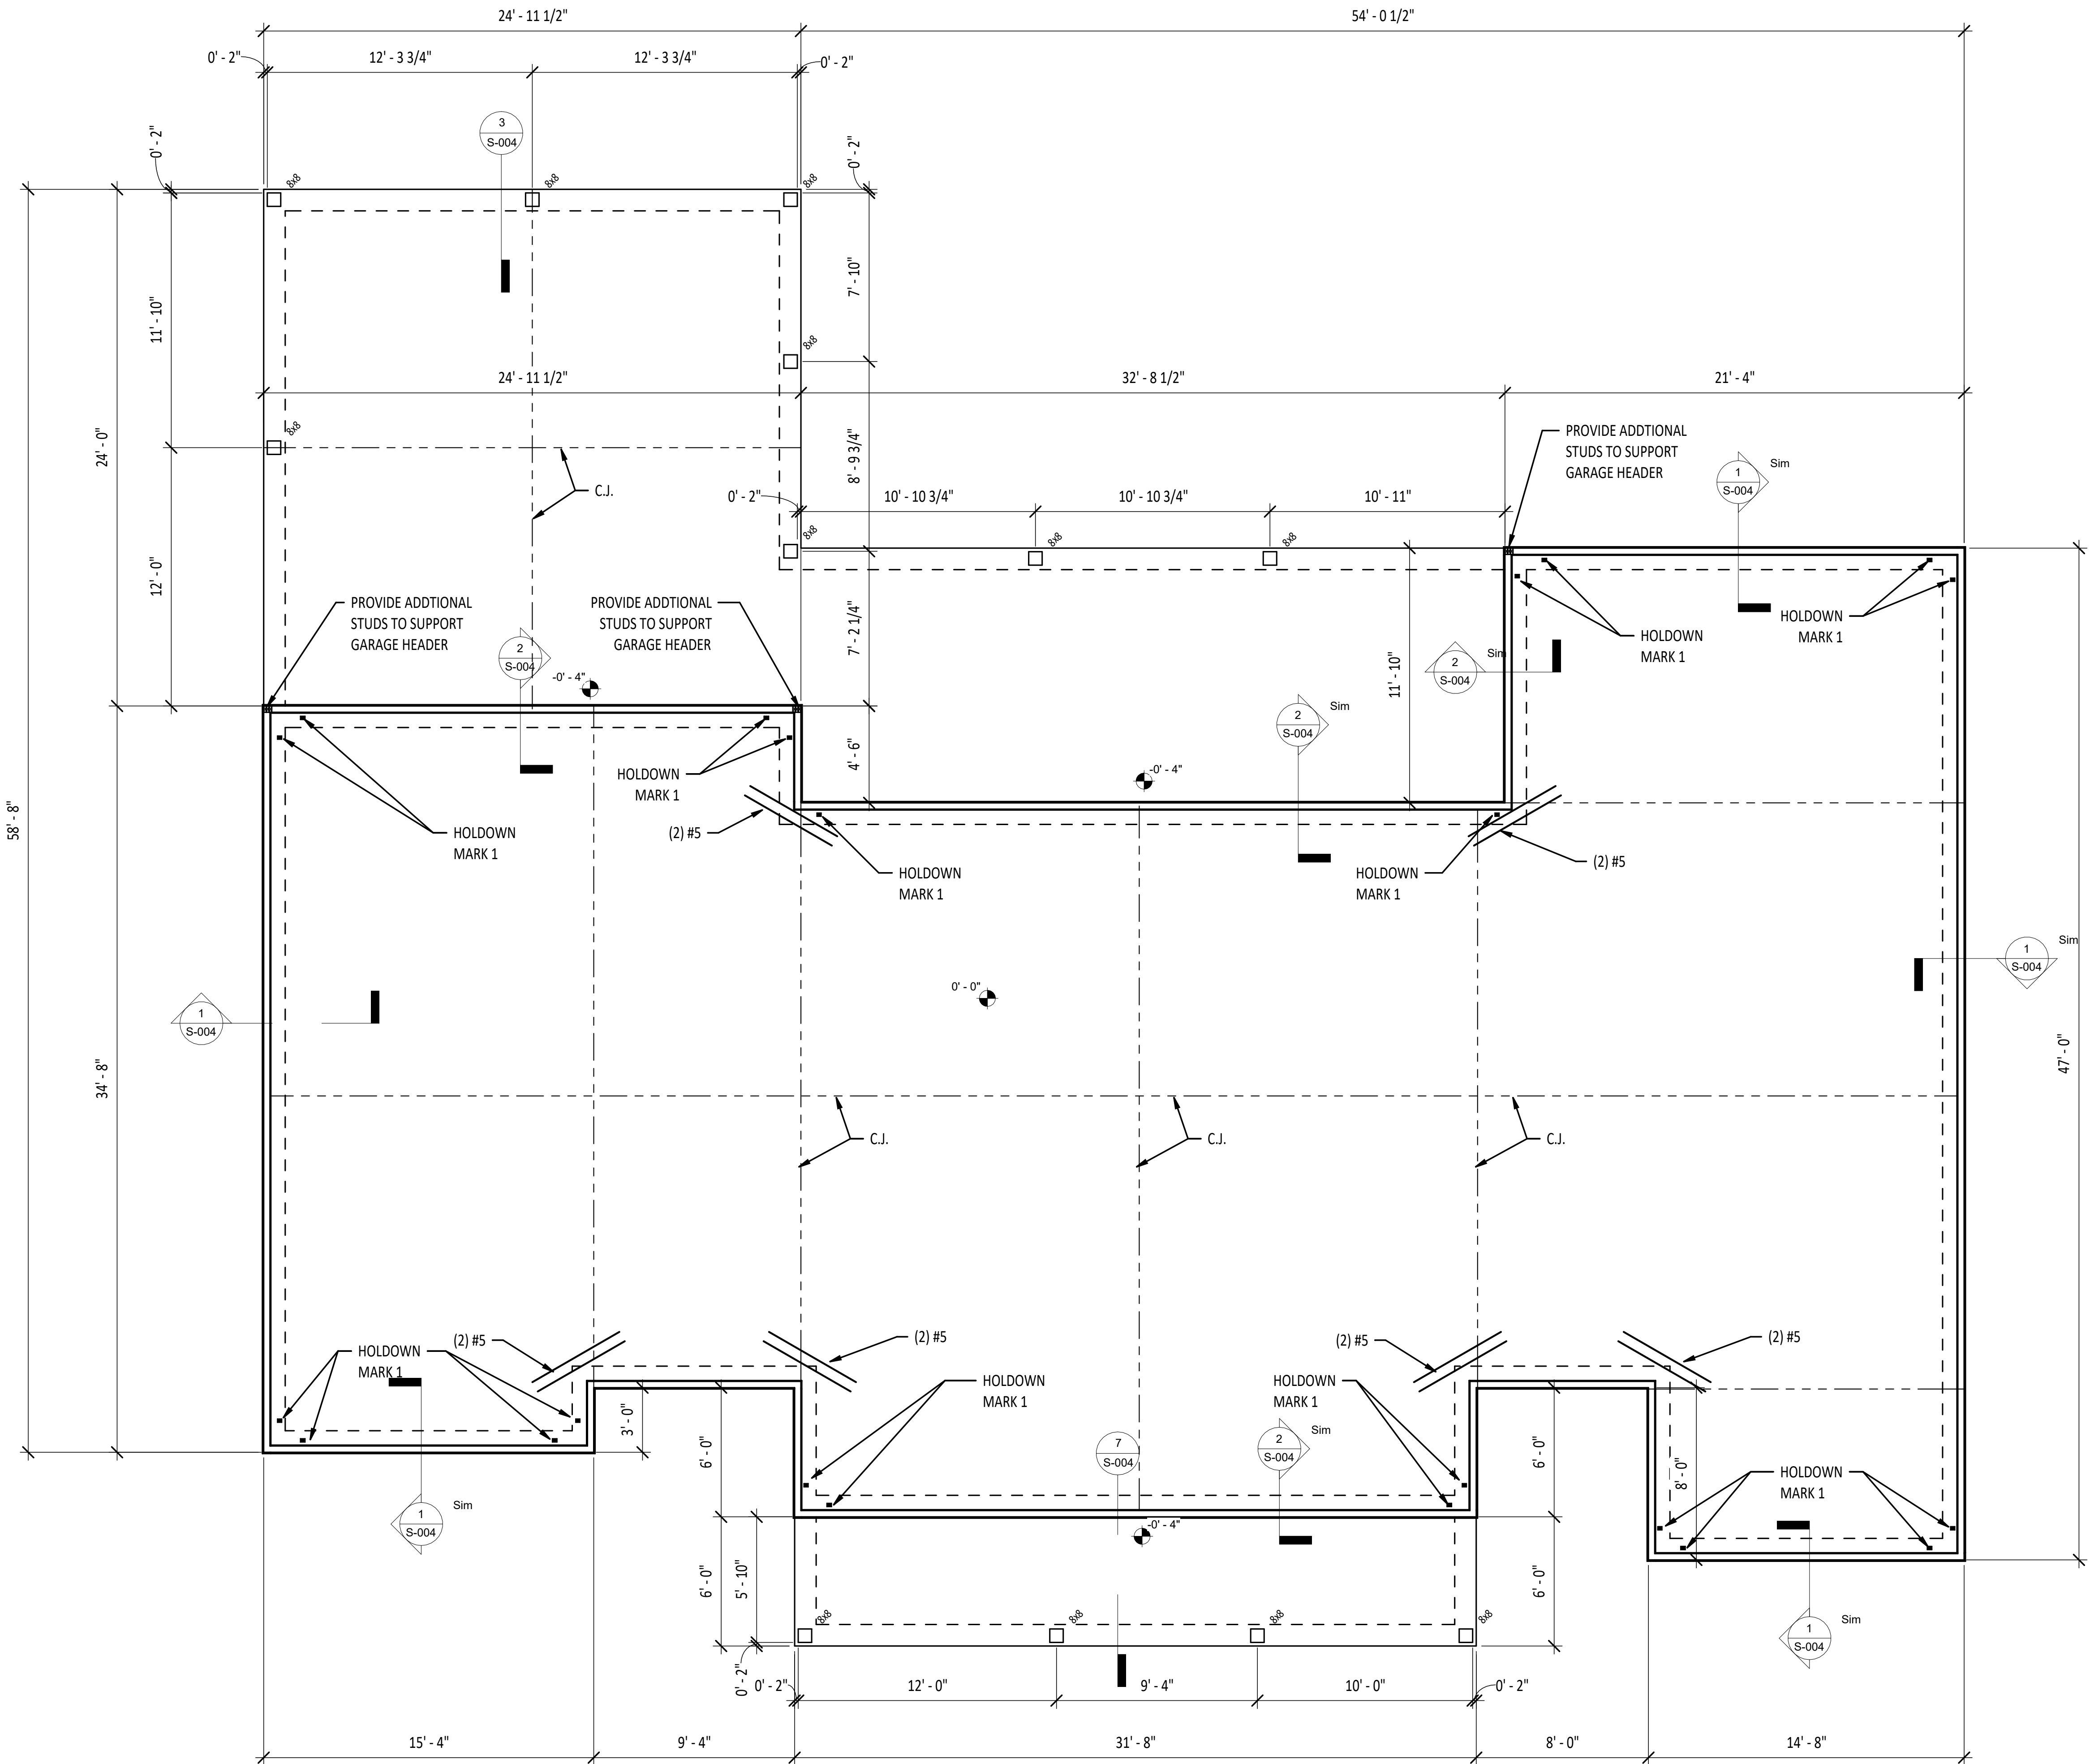 24' - 11 1/2"
54' - 0 1/2"
0' - 2"
12' - 3 3/4"
12' - 3 3/4"
0' - 2"
3
S-004
0' - 2"
0' - 2"
8x8
8x8
8x8
7' - 10"
11' - 10"
8x8
24' - 11 1/2"
32' - 8 1/2"
21' - 4"
8x8
24' - 0"
8' - 9 3/4"
PROVIDE ADDTIONAL
STUDS TO SUPPORT
GARAGE HEADER
1
S-004
Sim
C.J.
0' - 2"
10' - 10 3/4"
10' - 10 3/4"
10' - 11"
8x8
8x8
8x8
12' - 0"
PROVIDE ADDTIONAL
STUDS TO SUPPORT
GARAGE HEADER
PROVIDE ADDTIONAL
STUDS TO SUPPORT
GARAGE HEADER
7' - 2 1/4"
2
S-004
-0' - 4"
11' - 10"
2
S-004
Sim
HOLDOWN
MARK 1
HOLDOWN
MARK 1
2
S-004
Sim
4' - 6"
-0' - 4"
HOLDOWN
MARK 1
HOLDOWN
MARK 1
(2) #5
58' - 8"
HOLDOWN
MARK 1
HOLDOWN
MARK 1
(2) #5
1
S-004
Sim
0' - 0"
1
S-004
34' - 8"
47' - 0"
C.J.
C.J.
C.J.
HOLDOWN
MARK 1
(2) #5
(2) #5
(2) #5
(2) #5
3' - 0"
6' - 0"
HOLDOWN
MARK 1
HOLDOWN
MARK 1
7
S-004
2
S-004
Sim
6' - 0"
8' - 0"
HOLDOWN
MARK 1
1
S-004
Sim
-0' - 4"
6' - 0"
5' - 10"
6' - 0"
8x8
8x8
8x8
8x8
1
S-004
Sim
0' - 2"
0' - 2"
12' - 0"
9' - 4"
10' - 0"
0' - 2"
15' - 4"
9' - 4"
31' - 8"
8' - 0"
14' - 8"